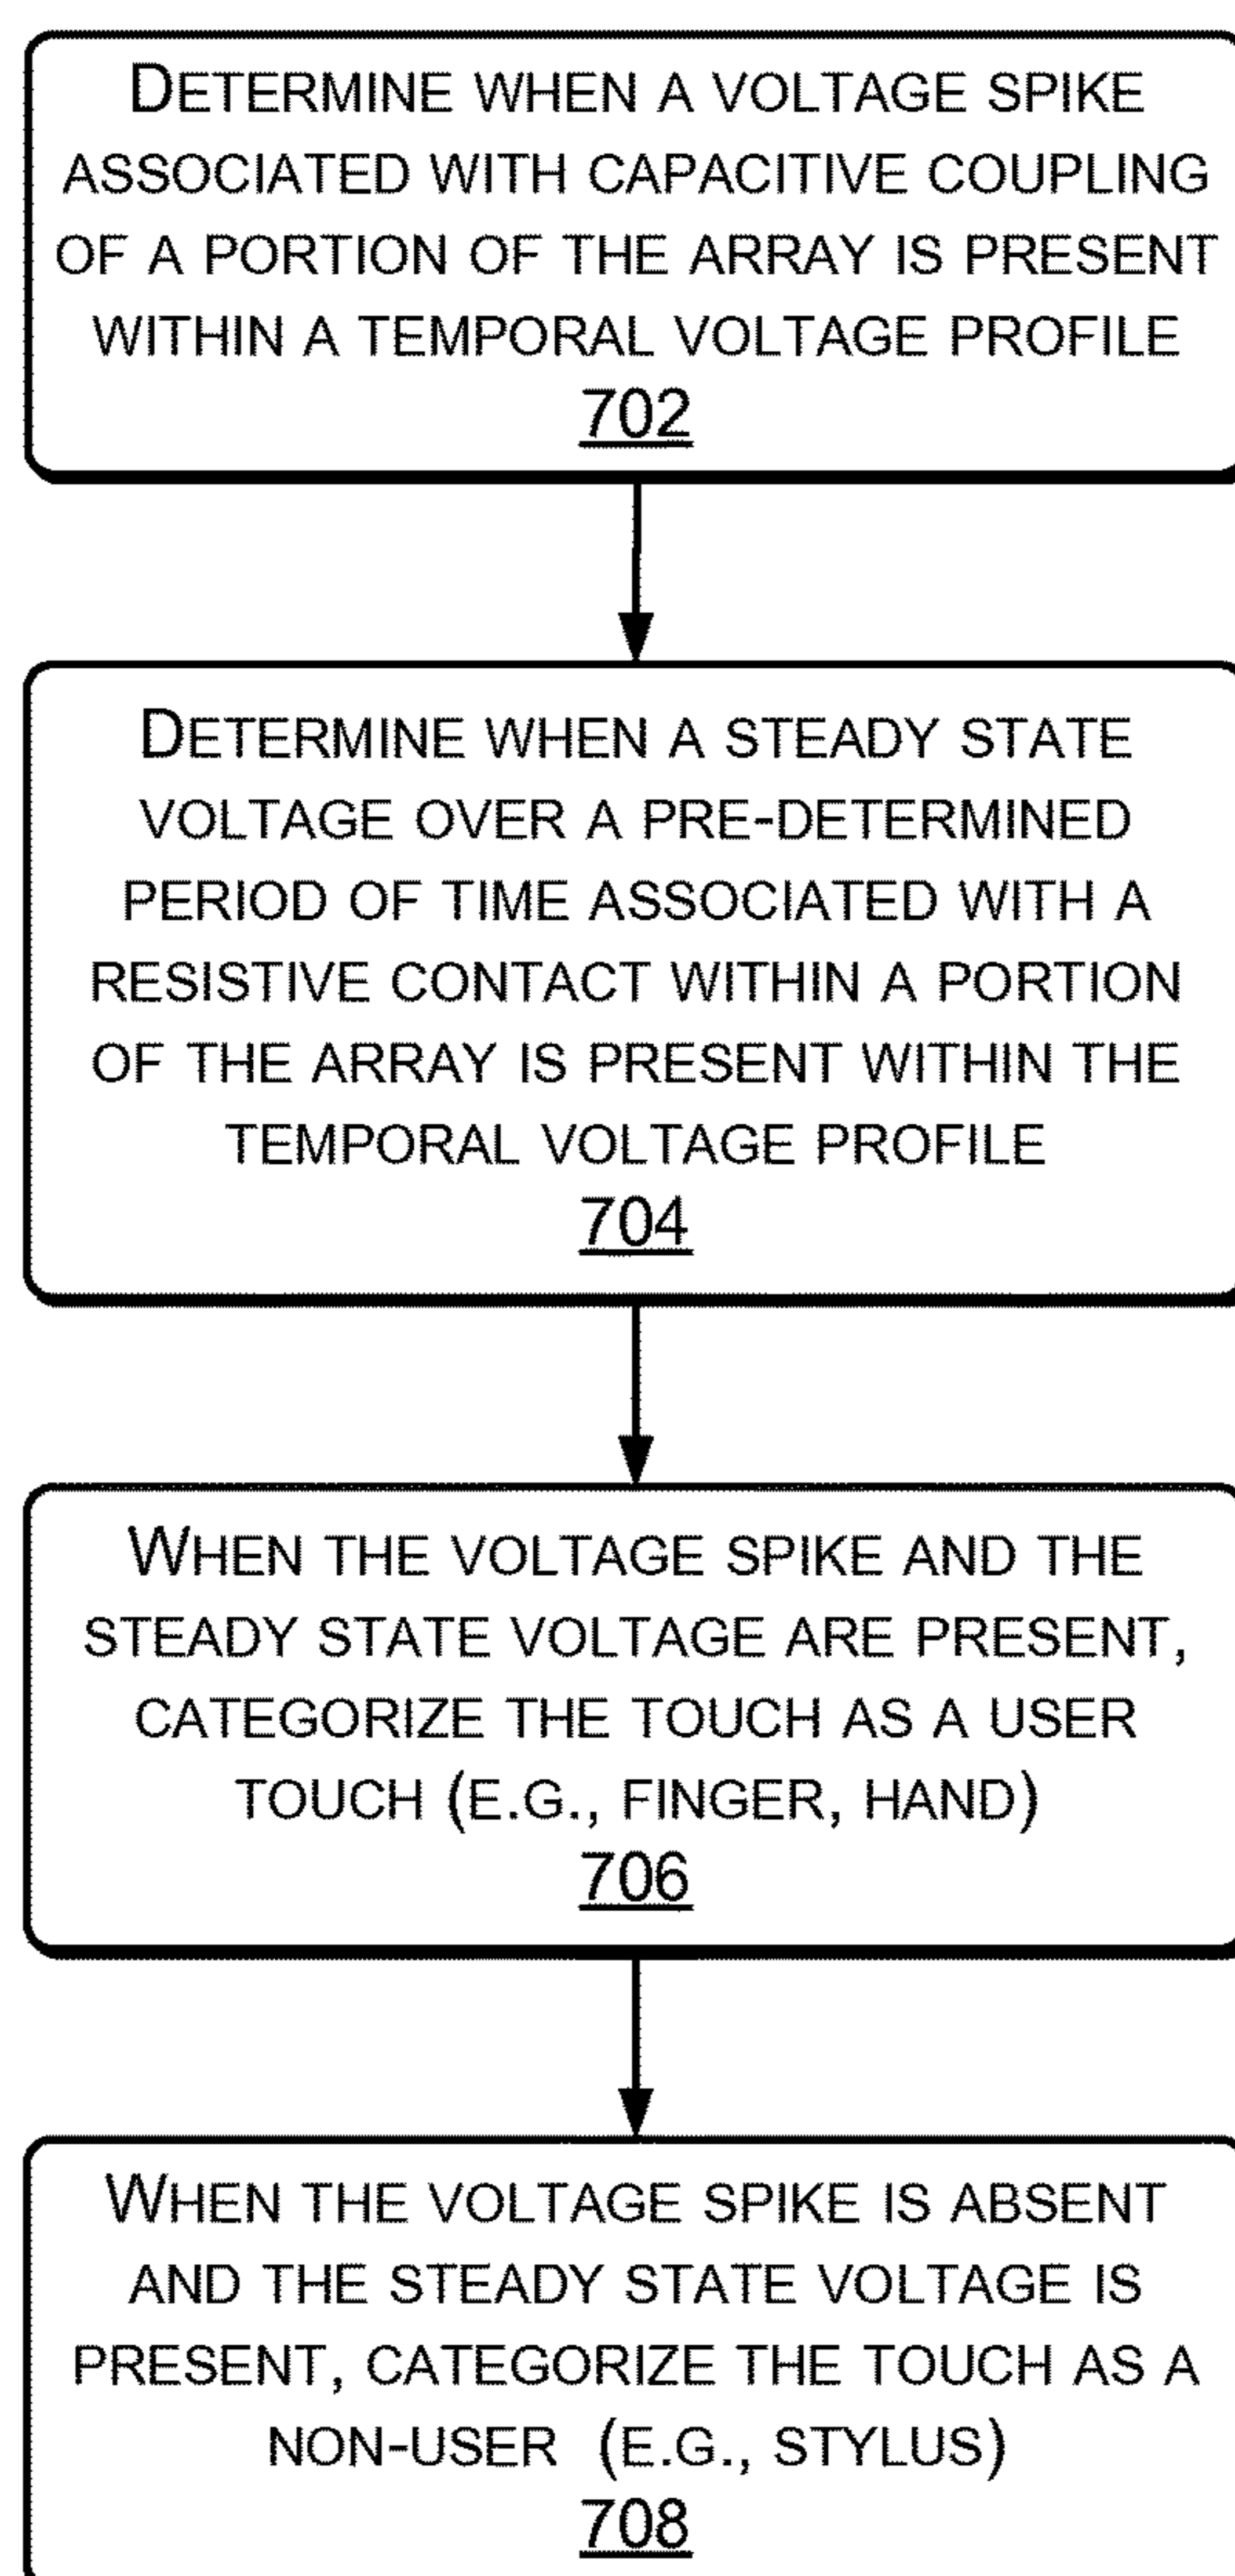 DETERMINE WHEN A VOLTAGE SPIKE
ASSOCIATED WITH CAPACITIVE COUPLING
OF A PORTION OF THE ARRAY IS PRESENT
WITHIN A TEMPORAL VOLTAGE PROFILE
702
DETERMINE WHEN A STEADY STATE
VOLTAGE OVER A PRE-DETERMINED
PERIOD OF TIME ASSOCIATED WITH A
RESISTIVE CONTACT WITHIN A PORTION
OF THE ARRAY IS PRESENT WITHIN THE
TEMPORAL VOLTAGE PROFILE
704
WHEN THE VOLTAGE SPIKE AND THE
STEADY STATE VOLTAGE ARE PRESENT,
CATEGORIZE THE TOUCH AS A USER
TOUCH (E.G., FINGER, HAND)
706
WHEN THE VOLTAGE SPIKE IS ABSENT
AND THE STEADY STATE VOLTAGE IS
PRESENT, CATEGORIZE THE TOUCH AS A
NON-USER (E.G., STYLUS)
708